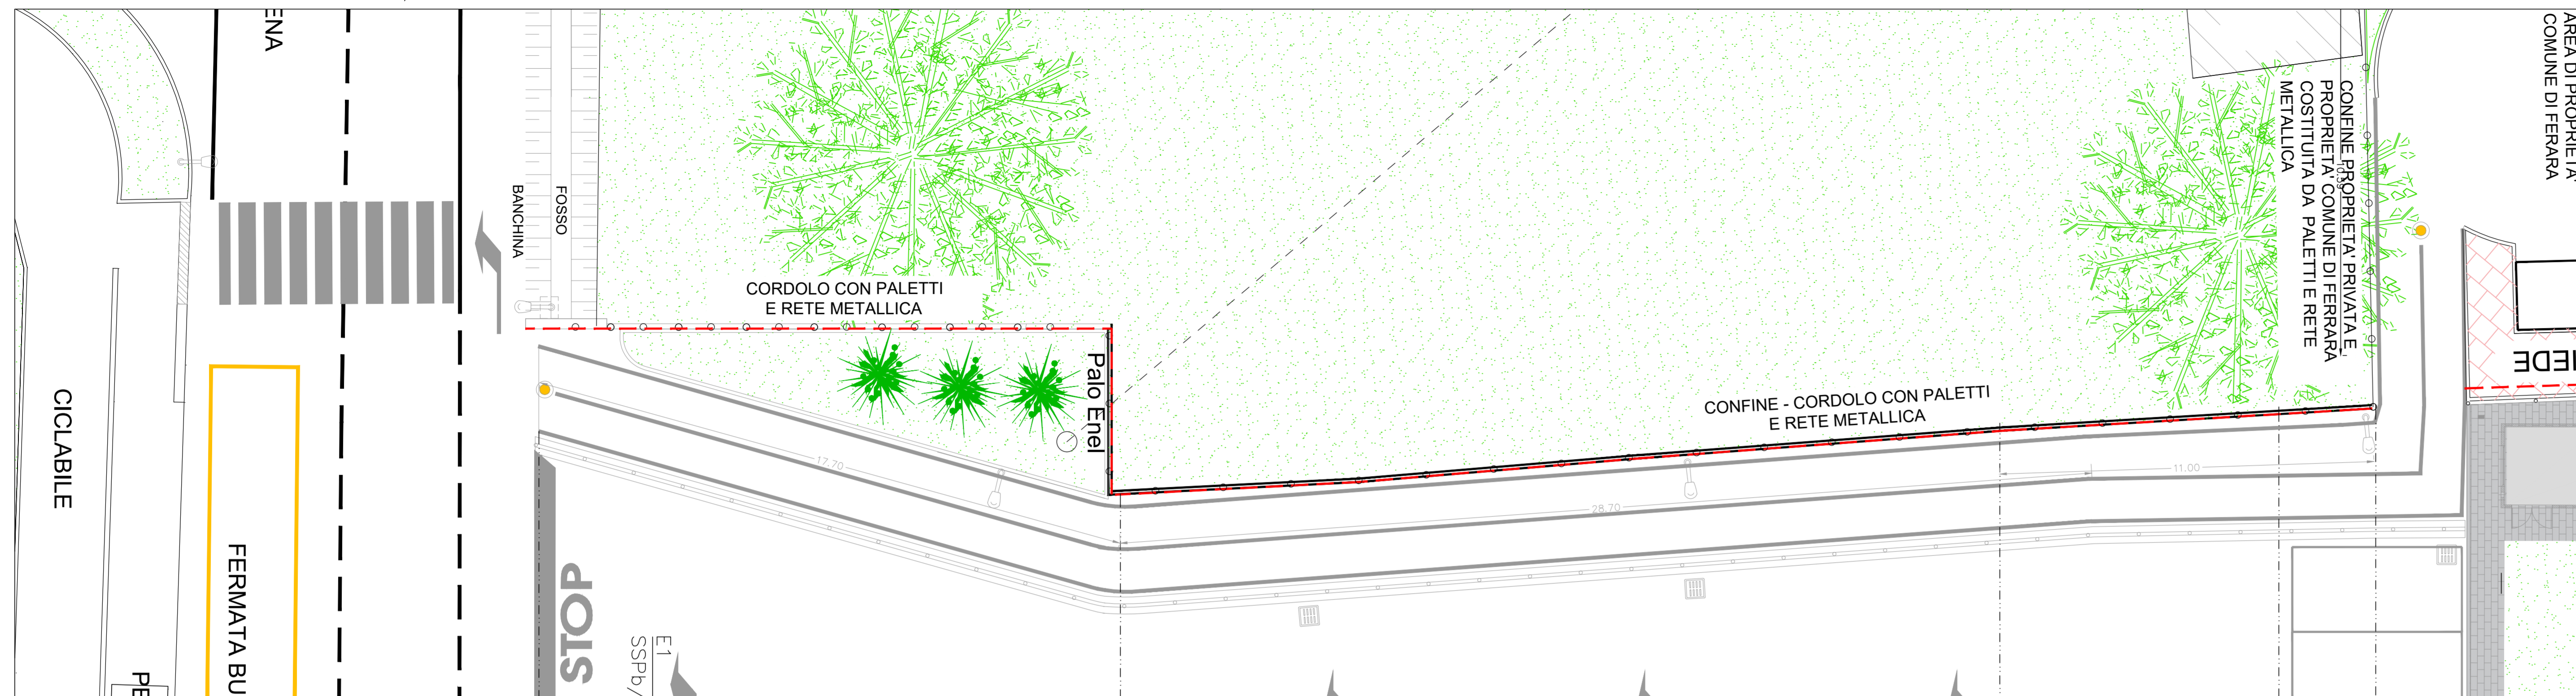 ENA
BANCHINA
FOSSO
CORDOLO CON PALETTI
E RETE METALLICA
Palo Enel
CONFINE - CORDOLO CON PALETTI
E RETE METALLICA
CONFINE PROPRIETA' PRIVATA E
PROPRIETA' COMUNE DI FERRARA
COSTITUITA DA PALETTI E RETE
METALLICA
AREA DI PROPRIETA'
COMUNE DI FERRARA
EDE
CICLABILE
FERMATA BU
PE
STOP
E1
SSPb/
17.70
28.70
11.00